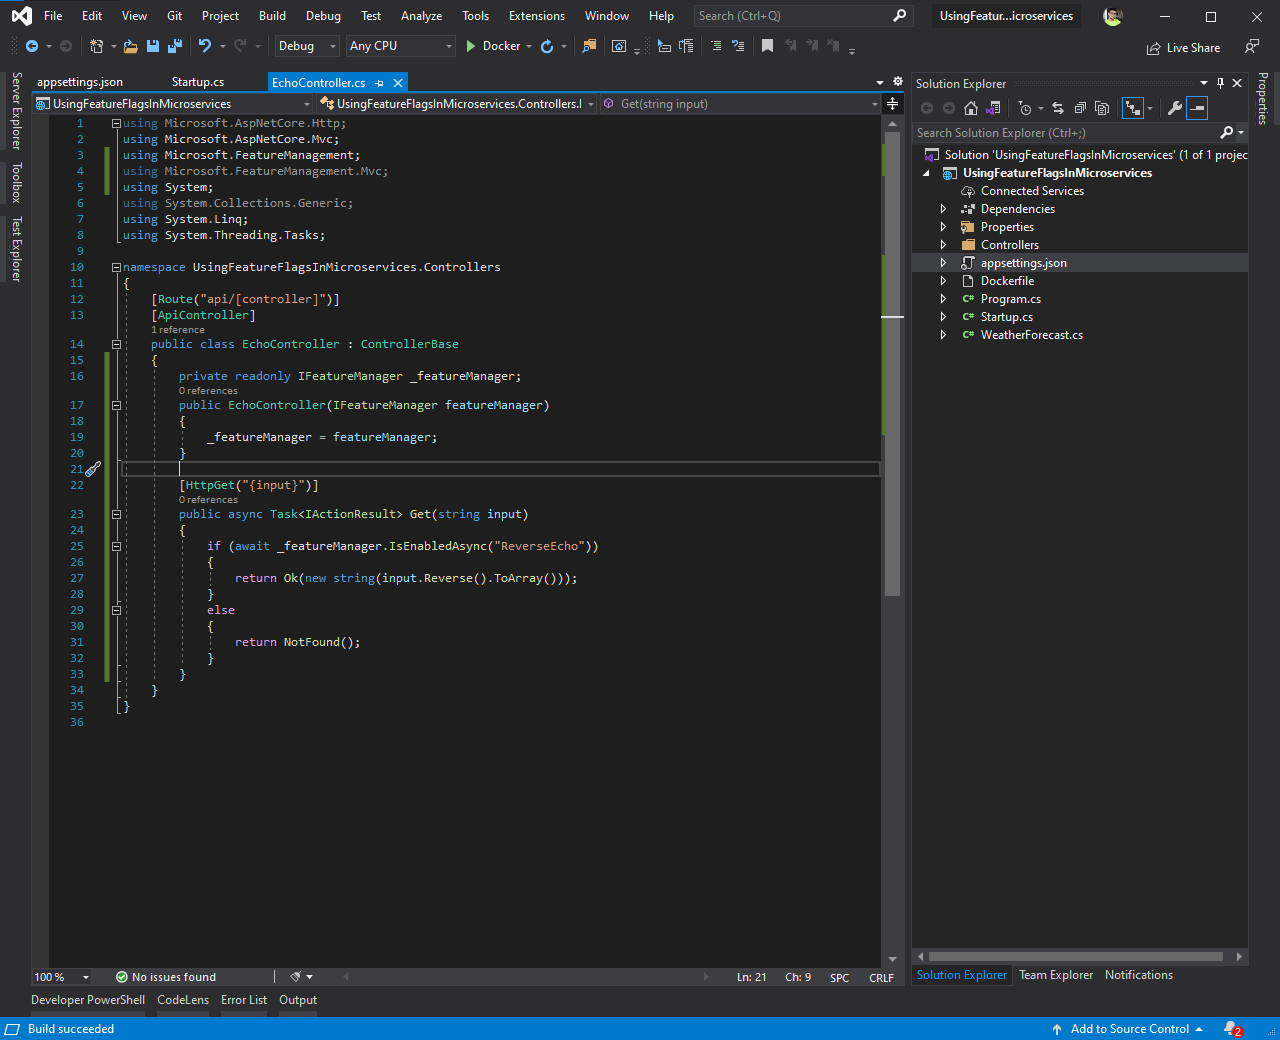 File Edit View Git Project Build Debug Test Analyze Tools Extensions Window Help Search (Ctrl+Q) UsingFeatur...icroservices
Debug Any CPU Docker Live Share
Server Explorer
Toolbox
Test Explorer
appsettings.json Startup.cs EchoController.cs
UsingFeatureFlagsInMicroservices UsingFeatureFlagsInMicroservices.Controllers.I Get(string input)
1 using Microsoft.AspNetCore.Http;
2 using Microsoft.AspNetCore.Mvc;
3 using Microsoft.FeatureManagement;
4 using Microsoft.FeatureManagement.Mvc;
5 using System;
6 using System.Collections.Generic;
7 using System.Linq;
8 using System.Threading.Tasks;
9
10 namespace UsingFeatureFlagsInMicroservices.Controllers
11 {
12 [Route("api/[controller]")]
13 [ApiController]
1 reference
14 public class EchoController : ControllerBase
15 {
16 private readonly IFeatureManager _featureManager;
0 references
17 public EchoController(IFeatureManager featureManager)
18 {
19 _featureManager = featureManager;
20 }
21
22 [HttpGet("{input}")]
0 references
23 public async Task<IActionResult> Get(string input)
24 {
25 if (await _featureManager.IsEnabledAsync("ReverseEcho"))
26 {
27 return Ok(new string(input.Reverse().ToArray()));
28 }
29 else
30 {
31 return NotFound();
32 }
33 }
34 }
35 }
36
100 % No issues found Ln: 21 Ch: 9 SPC CRLF
Solution Explorer
Search Solution Explorer (Ctrl+;)
Solution 'UsingFeatureFlagsInMicroservices' (1 of 1 projec
UsingFeatureFlagsInMicroservices
Connected Services
Dependencies
Properties
Controllers
appsettings.json
Dockerfile
C# Program.cs
C# Startup.cs
C# WeatherForecast.cs
Solution Explorer Team Explorer Notifications
Properties
Developer PowerShell CodeLens Error List Output
Build succeeded Add to Source Control 2